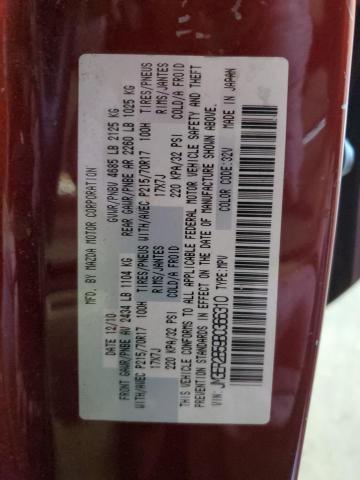 MFD. BY MAZDA MOTOR CORPORATION
DATE 12/10 GVWR/PNBV 4685 LB 2125 KG
FRONT GAWR/PNBE AV 2434 LB 1104 KG REAR GAWR/PNBE AR 2260 LB 1025 KG
WITH/AVEC P215/70R17 100H TIRES/PNEUS WITH/AVEC P215/70R17 100H TIRES/PNEUS
17X7J RIMS/JANTES 17X7J RIMS/JANTES
220 KPA/32 PSI COLD/A FROID 220 KPA/32 PSI COLD/A FROID
THIS VEHICLE CONFORMS TO ALL APPLICABLE FEDERAL MOTOR VEHICLE SAFETY AND THEFT
PREVENTION STANDARDS IN EFFECT ON THE DATE OF MANUFACTURE SHOWN ABOVE.
TYPE: MPV COLOR CODE: 32V MADE IN JAPAN
VIN: